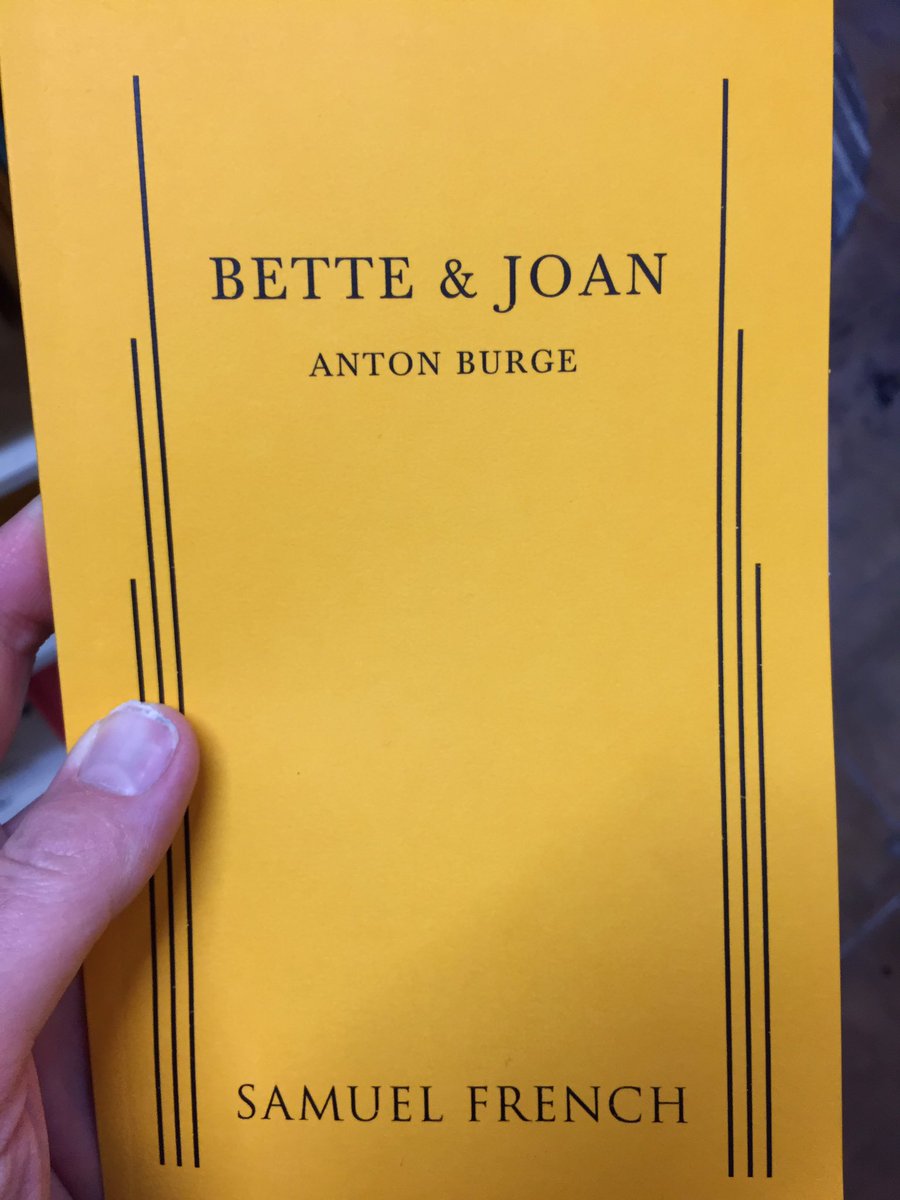 BETTE & JOAN
ANTON BURGE
SAMUEL FRENCH